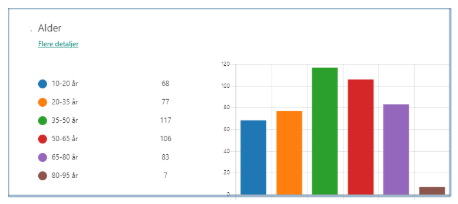 Alder
Flere detaljer
10-20 år 68
20-35 år 77
35-50 år 117
50-65 år 106
65-80 år 83
80-95 år 7
120
100
80
60
40
20
0